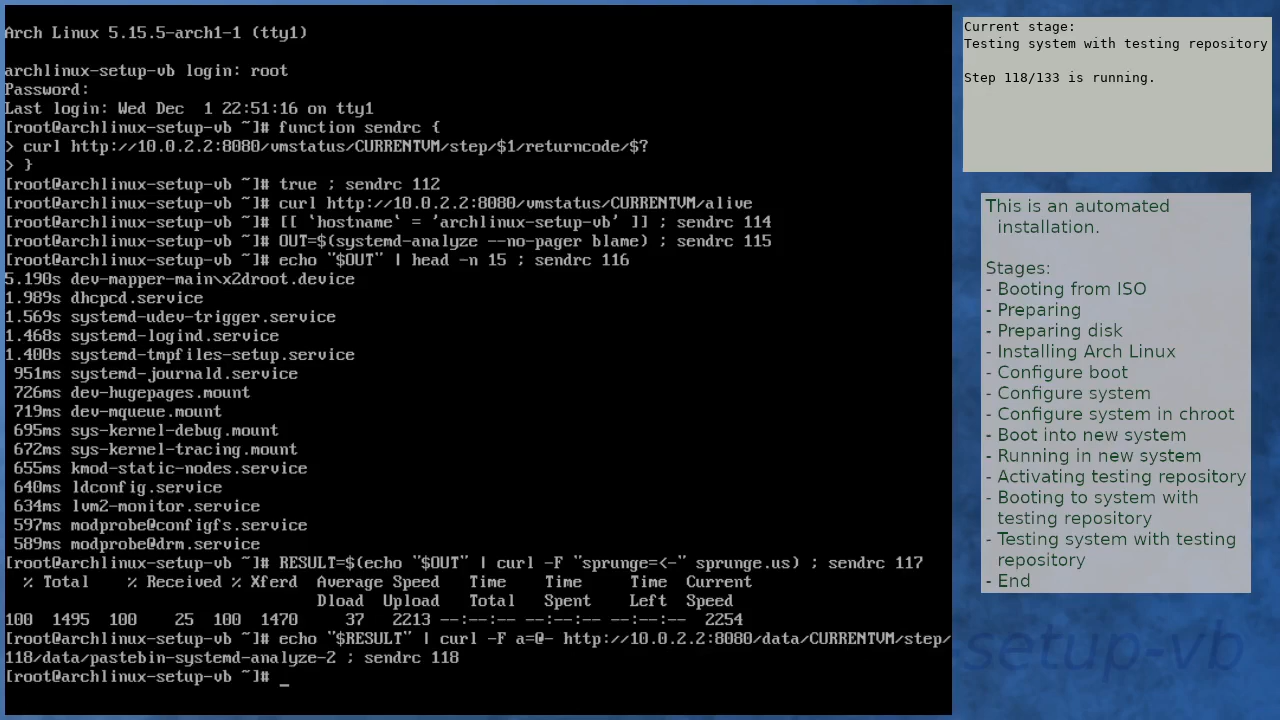 Arch Linux 5.15.5-arch1-1 (tty1)
archlinux-setup-vb login: root
Password:
Last login: Wed Dec  1 22:51:16 on tty1
[root@archlinux-setup-vb ~]# function sendrc {
> curl http://10.0.2.2:8080/vmstatus/CURRENTVM/step/$1/returncode/$?
> }
[root@archlinux-setup-vb ~]# true ; sendrc 112
[root@archlinux-setup-vb ~]# curl http://10.0.2.2:8080/vmstatus/CURRENTVM/alive
[root@archlinux-setup-vb ~]# [[ `hostname` = 'archlinux-setup-vb' ]] ; sendrc 114
[root@archlinux-setup-vb ~]# OUT=$(systemd-analyze --no-pager blame) ; sendrc 115
[root@archlinux-setup-vb ~]# echo "$OUT" | head -n 15 ; sendrc 116
5.190s dev-mapper-main\x2droot.device
1.989s dhcpcd.service
1.569s systemd-udev-trigger.service
1.468s systemd-logind.service
1.400s systemd-tmpfiles-setup.service
 951ms systemd-journald.service
 726ms dev-hugepages.mount
 719ms dev-mqueue.mount
 695ms sys-kernel-debug.mount
 672ms sys-kernel-tracing.mount
 655ms kmod-static-nodes.service
 640ms ldconfig.service
 634ms lvm2-monitor.service
 597ms modprobe@configfs.service
 589ms modprobe@drm.service
[root@archlinux-setup-vb ~]# RESULT=$(echo "$OUT" | curl -F "sprunge=<-" sprunge.us) ; sendrc 117
  % Total    % Received % Xferd  Average Speed   Time    Time     Time  Current
                                 Dload  Upload   Total   Spent    Left  Speed
100  1495  100    25  100  1470     37   2213 --:--:-- --:--:-- --:--:--  2254
[root@archlinux-setup-vb ~]# echo "$RESULT" | curl -F a=@- http://10.0.2.2:8080/data/CURRENTVM/step/
118/data/pastebin-systemd-analyze-2 ; sendrc 118
[root@archlinux-setup-vb ~]# _
Current stage:
Testing system with testing repository
Step 118/133 is running.
This is an automated
installation.
Stages:
- Booting from ISO
- Preparing
- Preparing disk
- Installing Arch Linux
- Configure boot
- Configure system
- Configure system in chroot
- Boot into new system
- Running in new system
- Activating testing repository
- Booting to system with
testing repository
- Testing system with testing
repository
- End
setup-vb